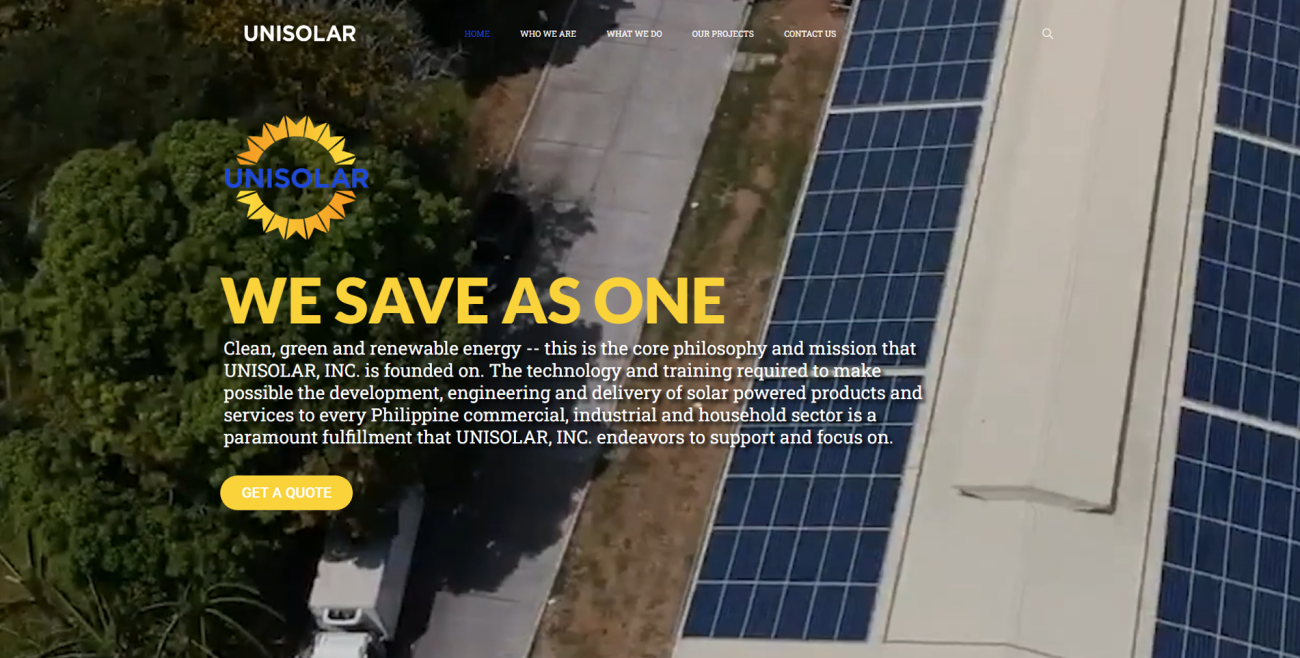 UNISOLAR
HOME WHO WE ARE WHAT WE DO OUR PROJECTS CONTACT US
UNISOLAR
WE SAVE AS ONE
Clean, green and renewable energy -- this is the core philosophy and mission that
UNISOLAR, INC. is founded on. The technology and training required to make
possible the development, engineering and delivery of solar powered products and
services to every Philippine commercial, industrial and household sector is a
paramount fulfillment that UNISOLAR, INC. endeavors to support and focus on.
GET A QUOTE